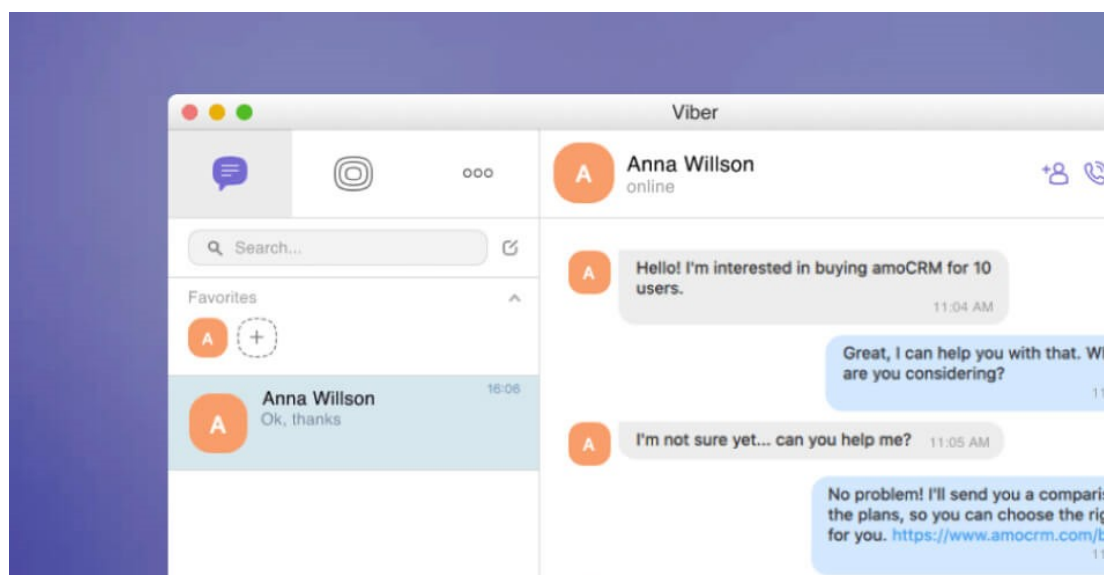 Viber
Anna Willson
online
Search...
Favorites
A
A
Anna Willson
16:06
Ok, thanks
A
A
Hello! I'm interested in buying amoCRM for 10
users.
11:04 AM
Great, I can help you with that.
are you considering?
A
I'm not sure yet... can you help me? 11:05 AM
No problem! I'll send you a
the plans, so you can choose the
for you. https://www.amocrm.com/b